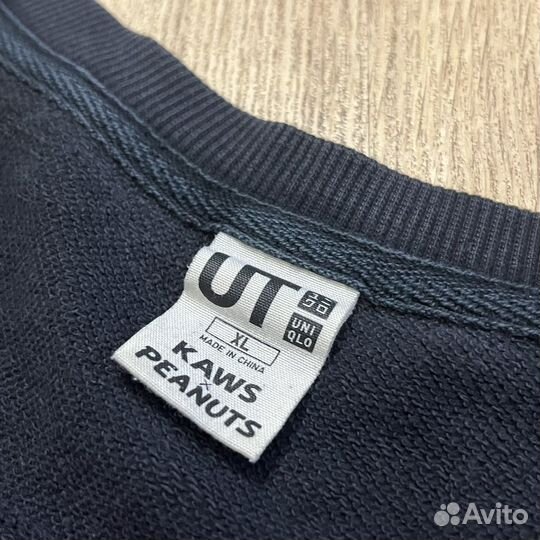 UT ユニクロ
UNI
QLO
XL
MADE IN CHINA
KAWS
×
PEANUTS
Avito